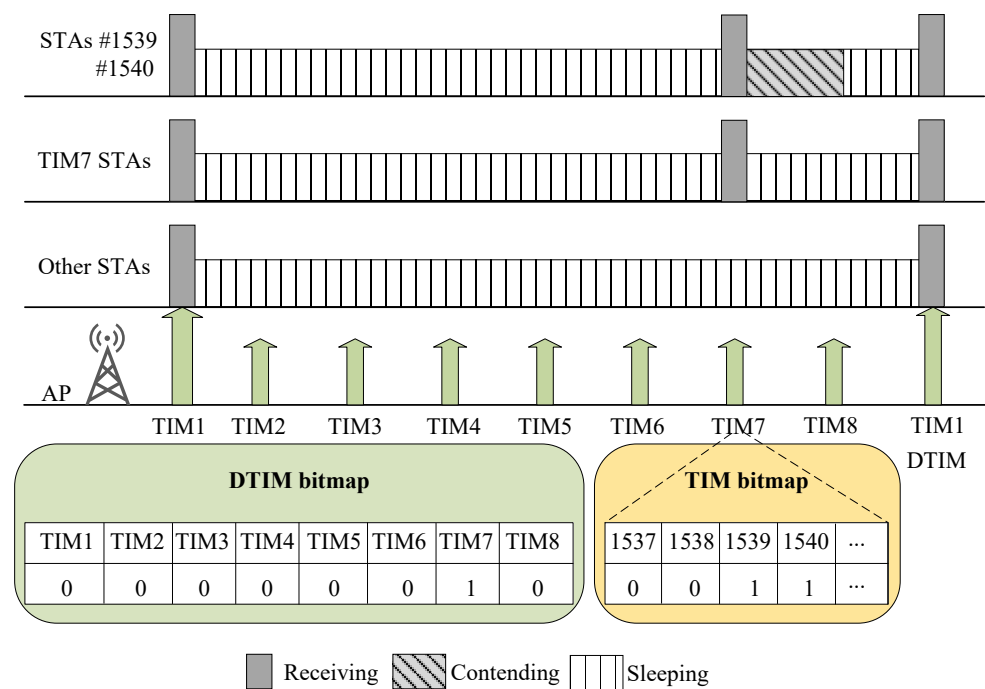 STAs #1539
#1540
TIM7 STAs
Other STAs
AP
TIM1 TIM2 TIM3 TIM4 TIM5 TIM6 TIM7 TIM8 TIM1
DTIM
DTIM bitmap
TIM1 TIM2 TIM3 TIM4 TIM5 TIM6 TIM7 TIM8
0 0 0 0 0 0 1 0
TIM bitmap
1537 1538 1539 1540 ...
0 0 1 1 ...
Receiving Contending Sleeping